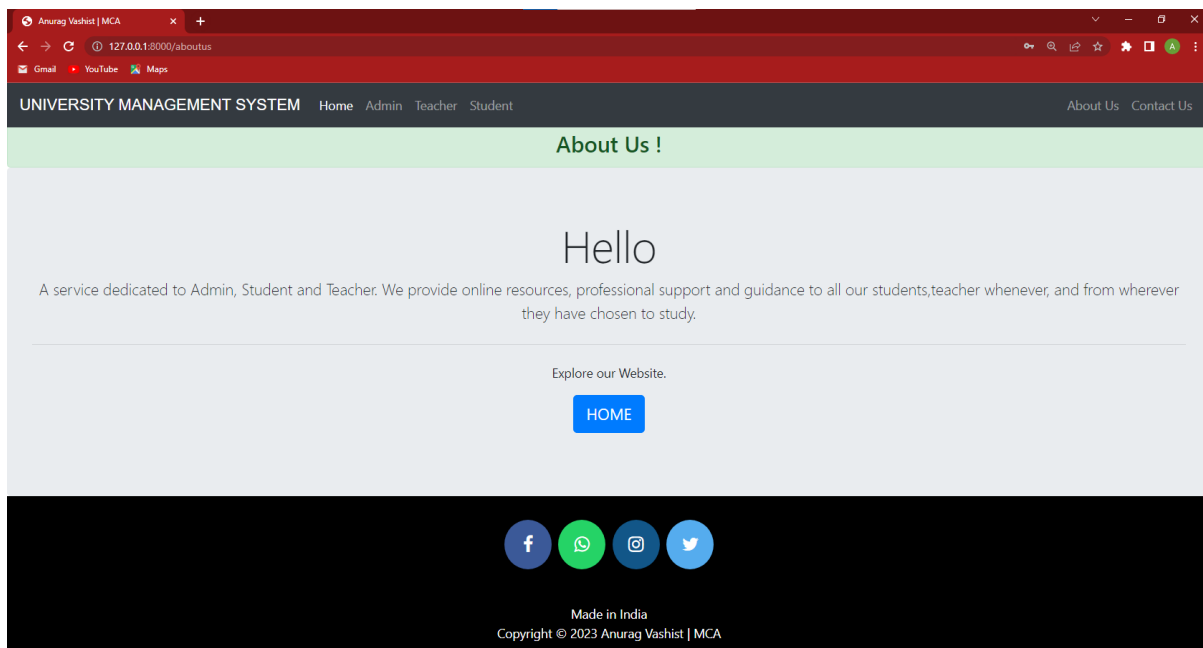 Anurag Vashist | MCA
127.0.0.1:8000/aboutus
Gmail YouTube Maps
A
UNIVERSITY MANAGEMENT SYSTEM Home Admin Teacher Student About Us Contact Us
About Us !
Hello
A service dedicated to Admin, Student and Teacher. We provide online resources, professional support and guidance to all our students,teacher whenever, and from wherever
they have chosen to study.
Explore our Website.
HOME
Made in India
Copyright © 2023 Anurag Vashist | MCA